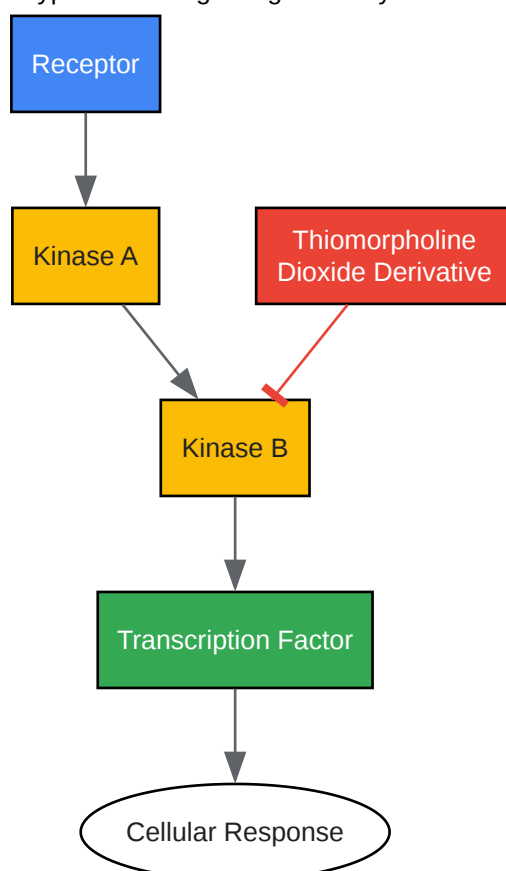 Receptor
Kinase A
Thiomorpholine
Dioxide Derivative
Kinase B
Transcription Factor
Cellular Response